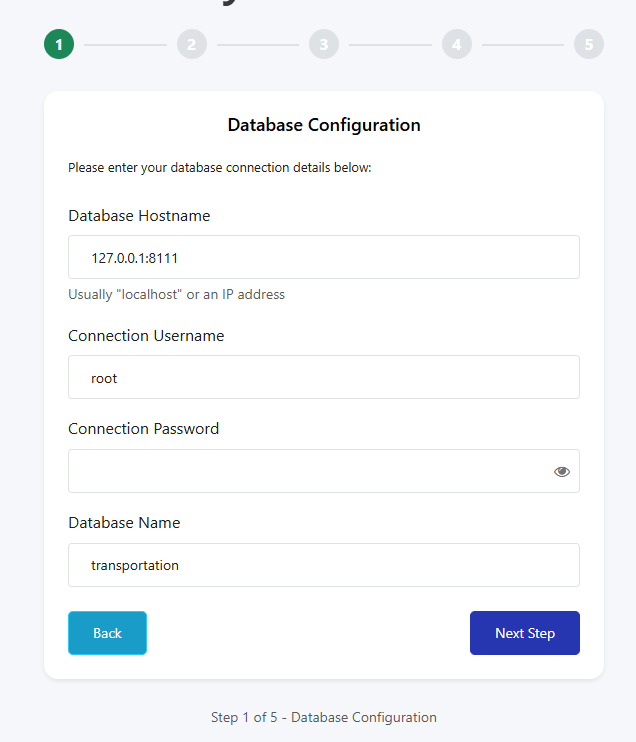 1 2 3 4 5
Database Configuration
Please enter your database connection details below:
Database Hostname
127.0.0.1:8111
Usually "localhost" or an IP address
Connection Username
root
Connection Password
Database Name
transportation
Back Next Step
Step 1 of 5 - Database Configuration